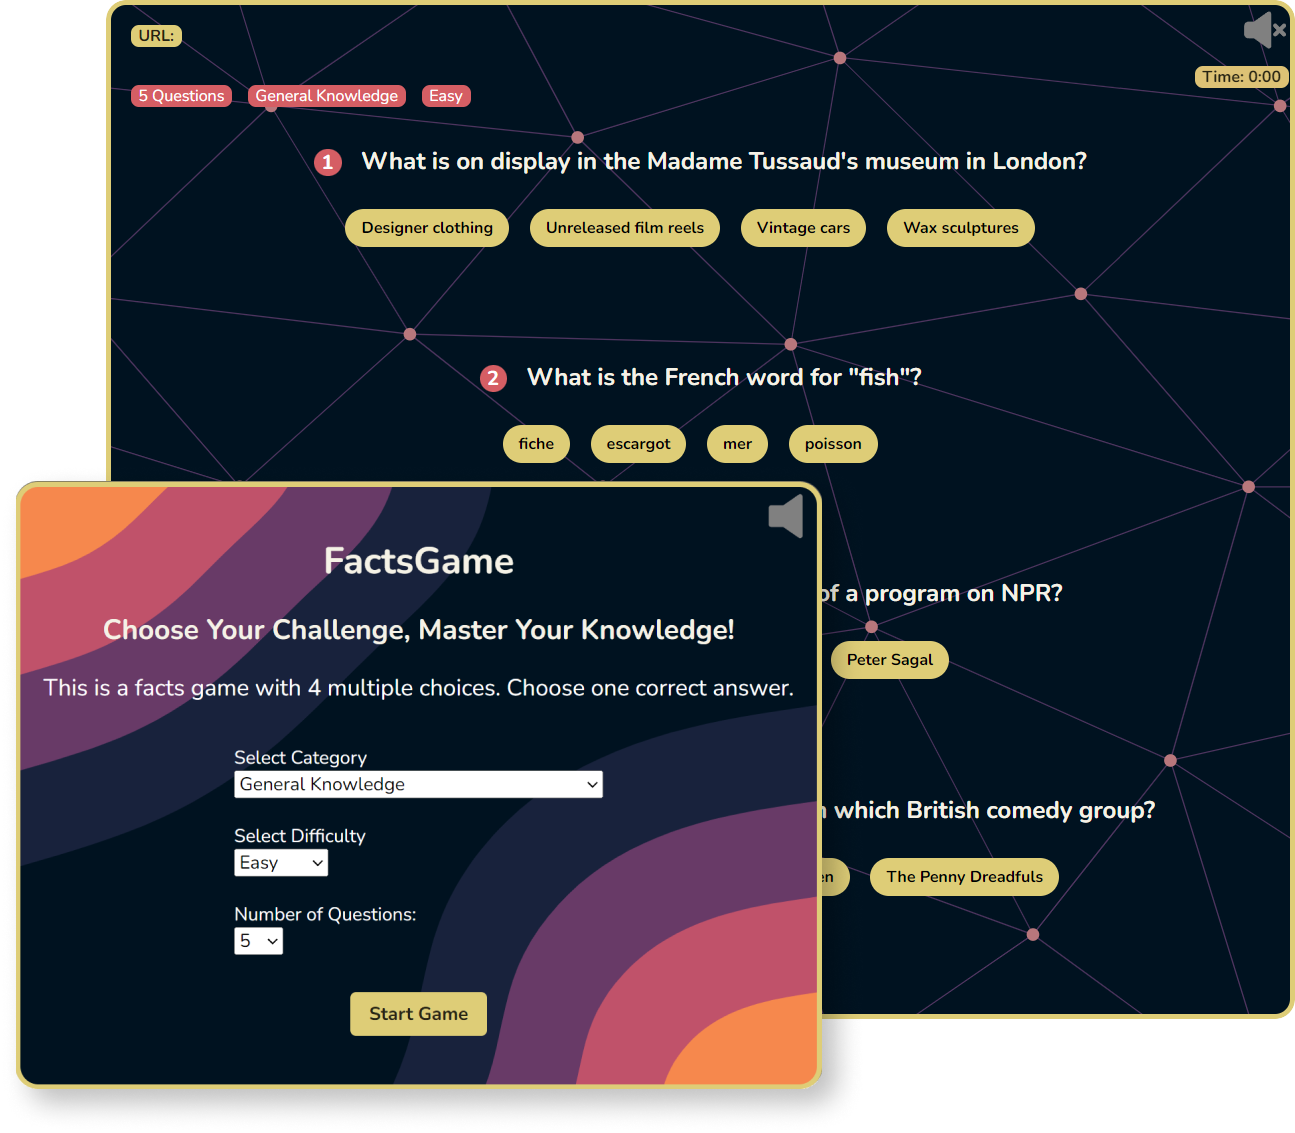 URL:
Time: 0:00
5 Questions General Knowledge Easy
1 What is on display in the Madame Tussaud's museum in London?
Designer clothing Unreleased film reels Vintage cars Wax sculptures
2 What is the French word for "fish"?
fiche escargot mer poisson
of a program on NPR?
Peter Sagal
which British comedy group?
The Penny Dreadfuls
FactsGame
Choose Your Challenge, Master Your Knowledge!
This is a facts game with 4 multiple choices. Choose one correct answer.
Select Category
General Knowledge
Select Difficulty
Easy
Number of Questions:
5
Start Game